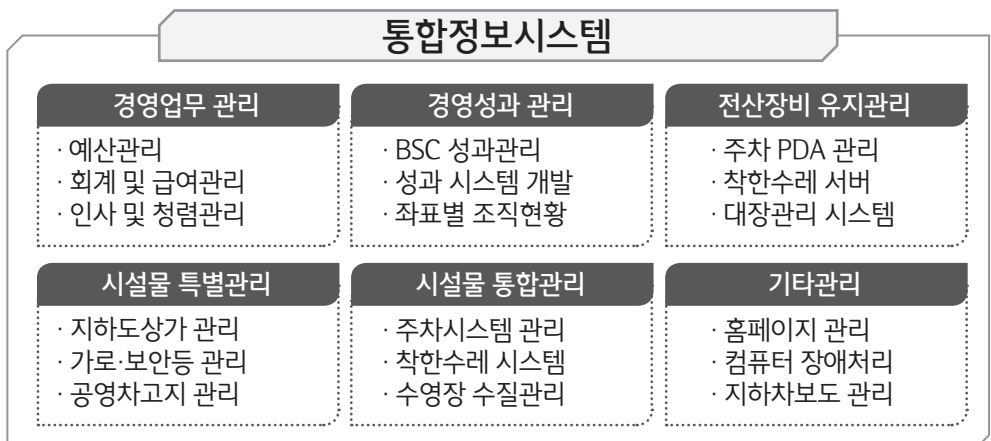 통합정보시스템
경영업무 관리
· 예산관리
· 회계 및 급여관리
· 인사 및 청렴관리
경영성과 관리
· BSC 성과관리
· 성과 시스템 개발
· 좌표별 조직현황
전산장비 유지관리
· 주차 PDA 관리
· 착한수레 서버
· 대장관리 시스템
시설물 특별관리
· 지하도상가 관리
· 가로·보안등 관리
· 공영차고지 관리
시설물 통합관리
· 주차시스템 관리
· 착한수레 시스템
· 수영장 수질관리
기타관리
· 홈페이지 관리
· 컴퓨터 장애처리
· 지하차보도 관리